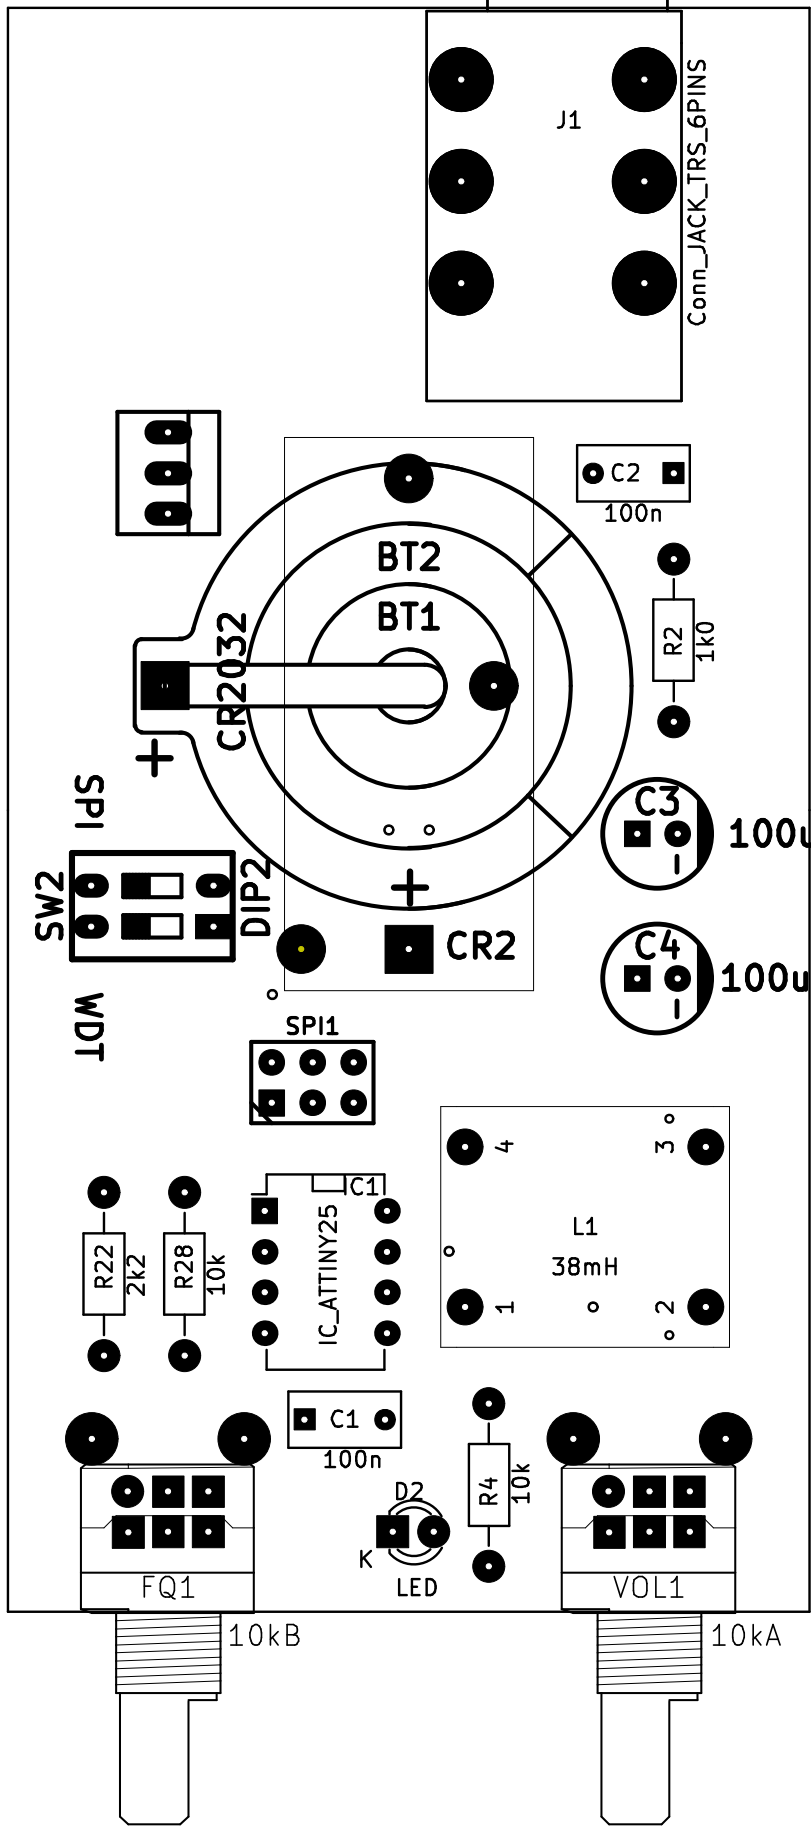 J1
Conn_JACK_TRS_6PINS
C2
100n
BT2
BT1
CR2032
+
R2
1k0
SPI
C3
100u
-
SW2
DIP2
+
CR2
C4
100u
-
WDT
SPI1
4
3
IC1
IC_ATTINY25
L1
38mH
R22
2k2
R28
10k
1
2
C1
100n
D2
K
LED
R4
10k
FQ1
10kB
VOL1
10kA